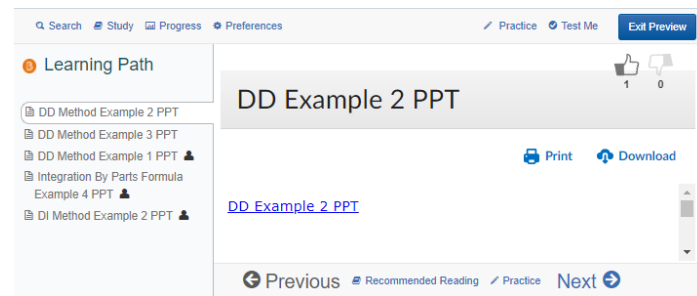 Search Study Progress Preferences Practice Test Me Exit Preview
Learning Path
DD Method Example 2 PPT
DD Method Example 3 PPT
DD Method Example 1 PPT
Integration By Parts Formula
Example 4 PPT
DI Method Example 2 PPT
1 0
DD Example 2 PPT
Print Download
DD Example 2 PPT
Previous Recommended Reading Practice Next